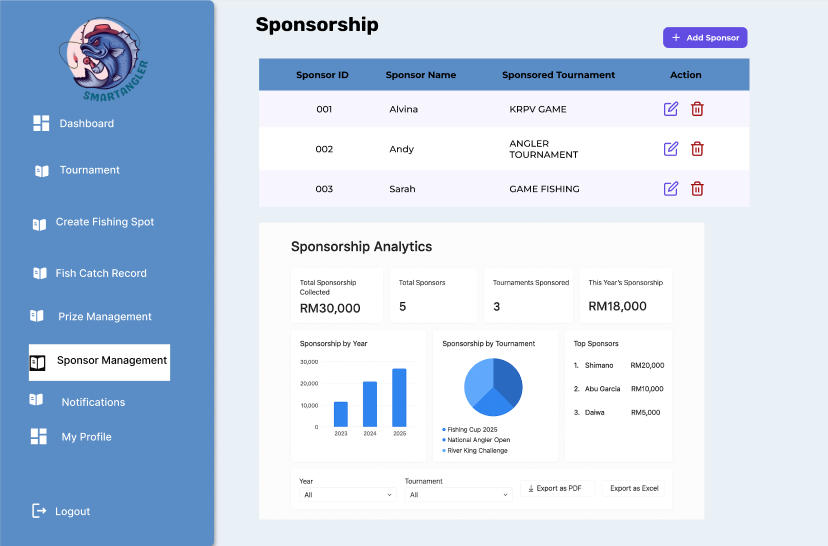 SMARTANGLER
Dashboard
Tournament
Create Fishing Spot
Fish Catch Record
Prize Management
Sponsor Management
Notifications
My Profile
Logout
Sponsorship
+ Add Sponsor
Sponsor ID Sponsor Name Sponsored Tournament Action
001 Alvina KRPV GAME
002 Andy ANGLER
TOURNAMENT
003 Sarah GAME FISHING
Sponsorship Analytics
Total Sponsorship
Collected
RM30,000
Total Sponsors
5
Tournaments Sponsored
3
This Year's Sponsorship
RM18,000
Sponsorship by Year
30,000
20,000
10,000
0
2023 2024 2025
Sponsorship by Tournament
Fishing Cup 2025
National Angler Open
River King Challenge
Top Sponsors
1. Shimano RM20,000
2. Abu Garcia RM10,000
3. Daiwa RM5,000
Year
All
Tournament
All
Export as PDF
Export as Excel